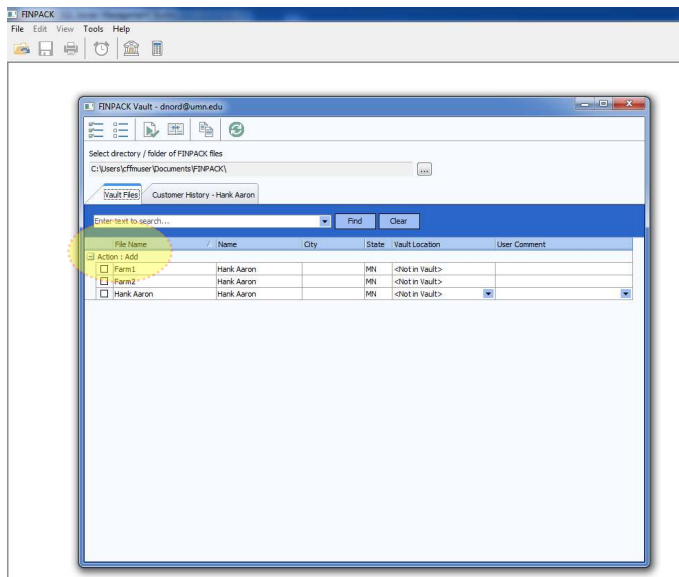 FINPACK
File Edit View Tools Help
FINPACK Vault - dnord@umn.edu
Select directory / folder of FINPACK files
C:\Users\cffmuser\Documents\FINPACK\
...
Vault Files Customer History - Hank Aaron
Enter text to search... Find Clear
File Name Name City State Vault Location User Comment
Action : Add
Farm1 Hank Aaron MN <Not in Vault>
Farm2 Hank Aaron MN <Not in Vault>
Hank Aaron Hank Aaron MN <Not in Vault>